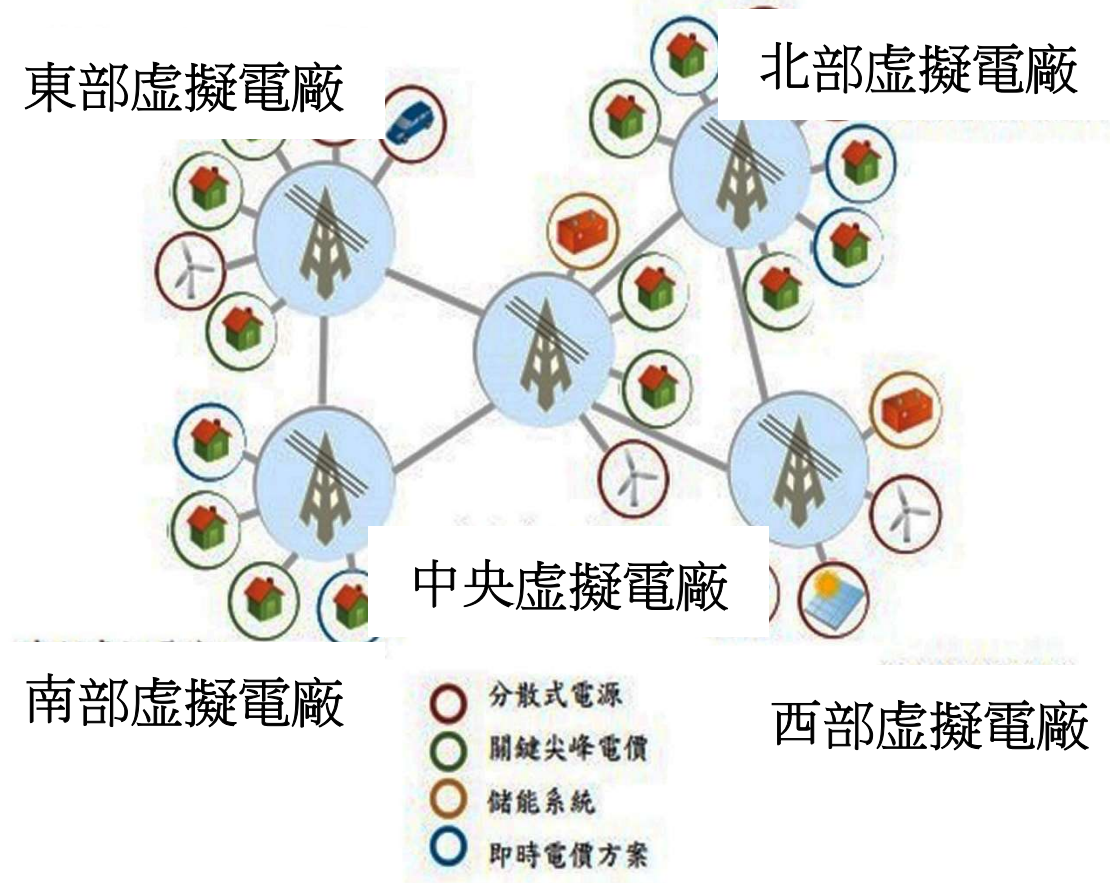 東部虛擬電廠
北部虛擬電廠
中央虛擬電廠
南部虛擬電廠
西部虛擬電廠
分散式電源
關鍵尖峰電價
儲能系統
即時電價方案